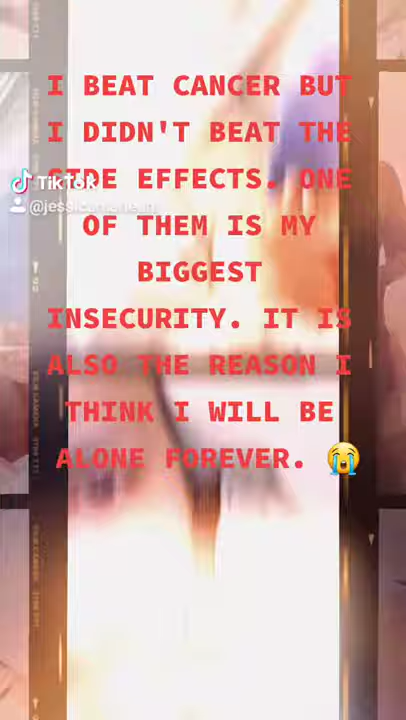 I BEAT CANCER BUT
I DIDN'T BEAT THE
SIDE EFFECTS. ONE
OF THEM IS MY
BIGGEST
INSECURITY. IT IS
ALSO THE REASON I
THINK I WILL BE
ALONE FOREVER. 😭
TikTok